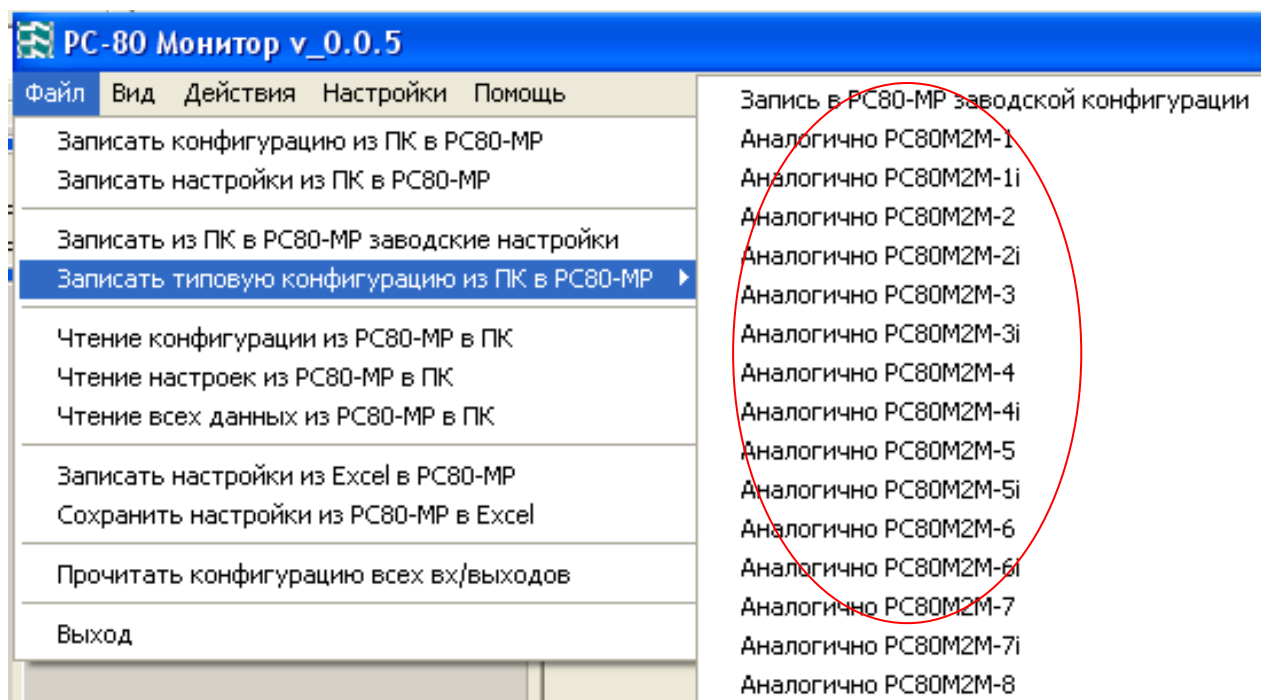 РС-80 Монитор v_0.0.5
Файл Вид Действия Настройки Помощь
Записать конфигурацию из ПК в РС80-МР
Записать настройки из ПК в РС80-МР
Записать из ПК в РС80-МР заводские настройки
Записать типовую конфигурацию из ПК в РС80-МР
Чтение конфигурации из РС80-МР в ПК
Чтение настроек из РС80-МР в ПК
Чтение всех данных из РС80-МР в ПК
Записать настройки из Excel в РС80-МР
Сохранить настройки из РС80-МР в Excel
Прочитать конфигурацию всех вх/выходов
Выход
Запись в РС80-МР заводской конфигурации
Аналогично РС80М2М-1
Аналогично РС80М2М-1i
Аналогично РС80М2М-2
Аналогично РС80М2М-2i
Аналогично РС80М2М-3
Аналогично РС80М2М-3i
Аналогично РС80М2М-4
Аналогично РС80М2М-4i
Аналогично РС80М2М-5
Аналогично РС80М2М-5i
Аналогично РС80М2М-6
Аналогично РС80М2М-6i
Аналогично РС80М2М-7
Аналогично РС80М2М-7i
Аналогично РС80М2М-8